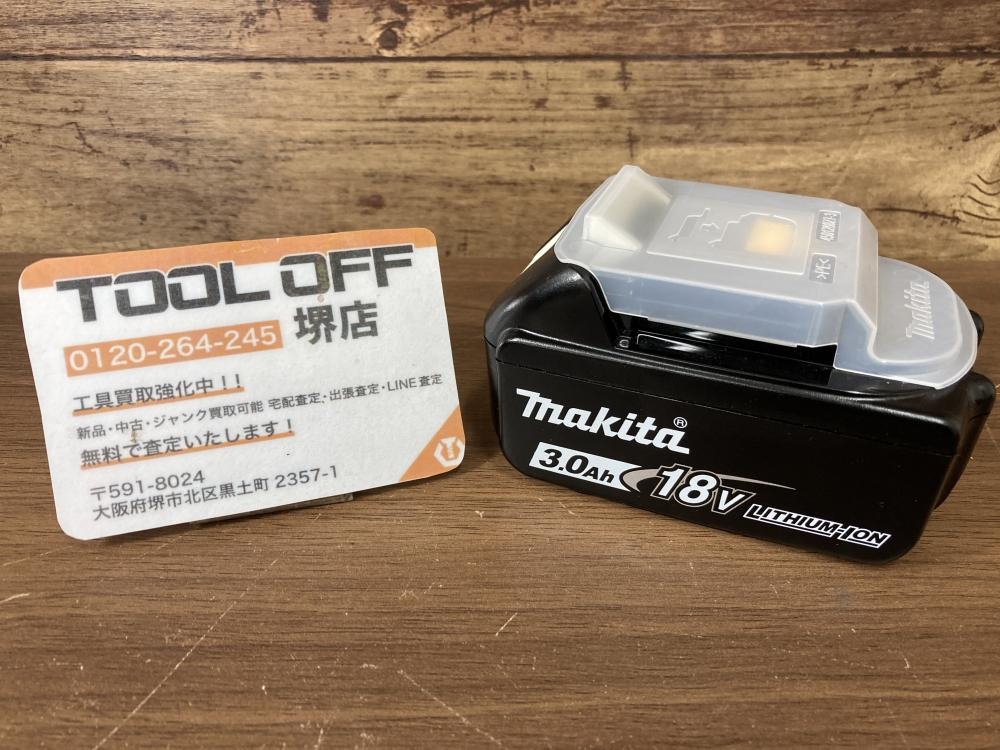 TOOL OFF
堺店
0120-264-245
工具買取強化中!!
新品・中古・ジャンク買取可能 宅配査定・出張査定・LINE査定
無料で査定いたします!
〒591-8024
大阪府堺市北区黒土町 2357-1
makita®
3.0Ah 18V LITHIUM-ION
>PE<
makita